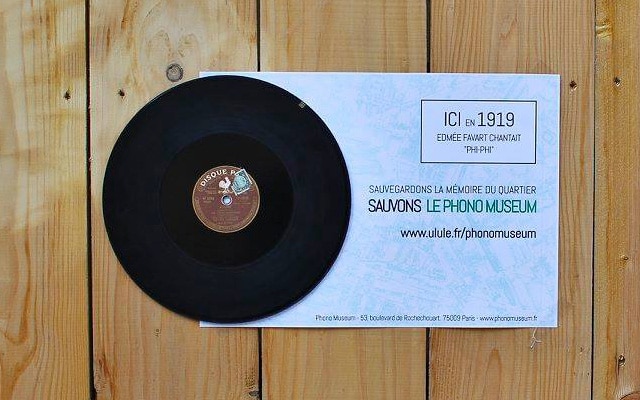 DISQUE
ICI EN 1919
EDMÉE FAVART CHANTAIT
"PHI-PHI"
SAUVEGARDONS LA MÉMOIRE DU QUARTIER
SAUVONS LE PHONO MUSEUM
www.ulule.fr/phonomuseum
Phono Museum - 53, boulevard de Rochechouart, 75009 Paris - www.phonomuseum.fr